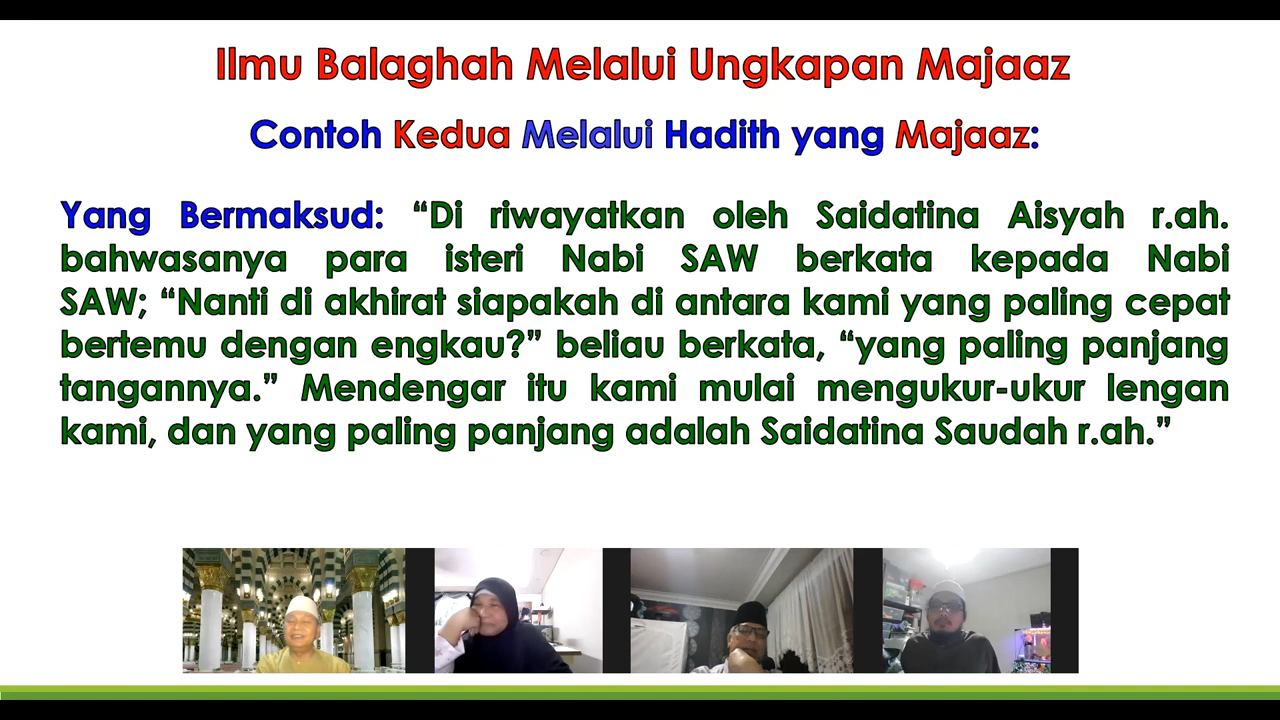 Ilmu Balaghah Melalui Ungkapan Majaaz
Contoh Kedua Melalui Hadith yang Majaaz:
Yang Bermaksud: “Di riwayatkan oleh Saidatina Aisyah r.ah.
bahwasanya para isteri Nabi SAW berkata kepada Nabi
SAW; “Nanti di akhirat siapakah di antara kami yang paling cepat
bertemu dengan engkau?” beliau berkata, “yang paling panjang
tangannya.” Mendengar itu kami mulai mengukur-ukur lengan
kami, dan yang paling panjang adalah Saidatina Saudah r.ah.”